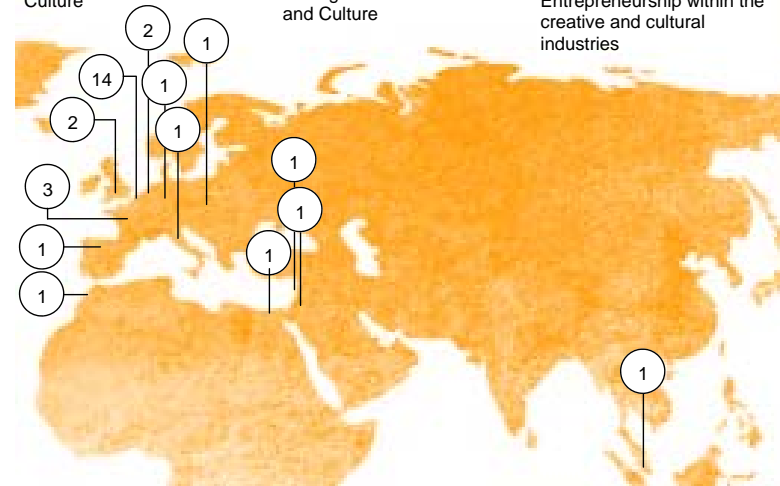 Culture
and Culture
Entrepreneurship within the
creative and cultural
industries
2
1
14
1
2
1
1
3
1
1
1
1
1